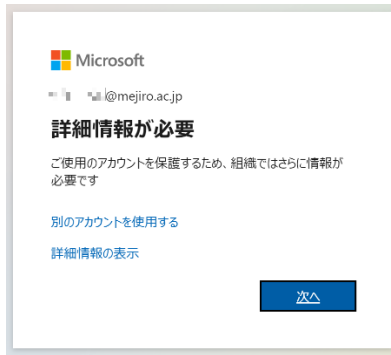 Microsoft
@mejiro.ac.jp
詳細情報が必要
ご使用のアカウントを保護するため、組織ではさらに情報が
必要です
別のアカウントを使用する
詳細情報の表示
次へ